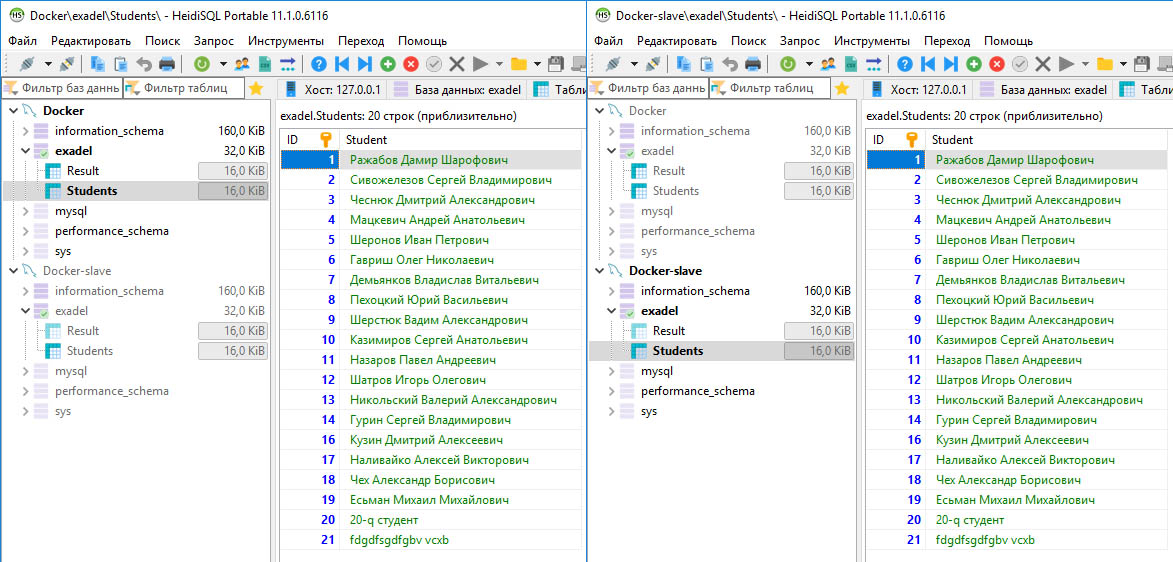 Docker\exadel\Students\ - HeidiSQL Portable 11.1.0.6116
Файл Редактировать Поиск Запрос Инструменты Переход Помощь
Фильтр баз данн Фильтр таблиц
Хост: 127.0.0.1 База данных: exadel Табли
Docker
information_schema 160,0 KiB
exadel 32,0 KiB
Result 16,0 KiB
Students 16,0 KiB
mysql
performance_schema
sys
Docker-slave
information_schema 160,0 KiB
exadel 32,0 KiB
Result 16,0 KiB
Students 16,0 KiB
mysql
performance_schema
sys
exadel.Students: 20 строк (приблизительно)
ID Student
1 Ражабов Дамир Шарофович
2 Сивожелезов Сергей Владимирович
3 Чеснюк Дмитрий Александрович
4 Мацкевич Андрей Анатольевич
5 Шеронов Иван Петрович
6 Гавриш Олег Николаевич
7 Демьянков Владислав Витальевич
8 Пехоцкий Юрий Васильевич
9 Шерстюк Вадим Александрович
10 Казимиров Сергей Анатольевич
11 Назаров Павел Андреевич
12 Шатров Игорь Олегович
13 Никольский Валерий Александрович
14 Гурин Сергей Владимирович
16 Кузин Дмитрий Алексеевич
17 Наливайко Алексей Викторович
18 Чех Александр Борисович
19 Есьман Михаил Михайлович
20 20-q студент
21 fdgdfsgdfgbv vcxb
Docker-slave\exadel\Students\ - HeidiSQL Portable 11.1.0.6116
Файл Редактировать Поиск Запрос Инструменты Переход Помощь
Фильтр баз данн Фильтр таблиц
Хост: 127.0.0.1 База данных: exadel Табли
Docker
information_schema 160,0 KiB
exadel 32,0 KiB
Result 16,0 KiB
Students 16,0 KiB
mysql
performance_schema
sys
Docker-slave
information_schema 160,0 KiB
exadel 32,0 KiB
Result 16,0 KiB
Students 16,0 KiB
mysql
performance_schema
sys
exadel.Students: 20 строк (приблизительно)
ID Student
1 Ражабов Дамир Шарофович
2 Сивожелезов Сергей Владимирович
3 Чеснюк Дмитрий Александрович
4 Мацкевич Андрей Анатольевич
5 Шеронов Иван Петрович
6 Гавриш Олег Николаевич
7 Демьянков Владислав Витальевич
8 Пехоцкий Юрий Васильевич
9 Шерстюк Вадим Александрович
10 Казимиров Сергей Анатольевич
11 Назаров Павел Андреевич
12 Шатров Игорь Олегович
13 Никольский Валерий Александрович
14 Гурин Сергей Владимирович
16 Кузин Дмитрий Алексеевич
17 Наливайко Алексей Викторович
18 Чех Александр Борисович
19 Есьман Михаил Михайлович
20 20-q студент
21 fdgdfsgdfgbv vcxb